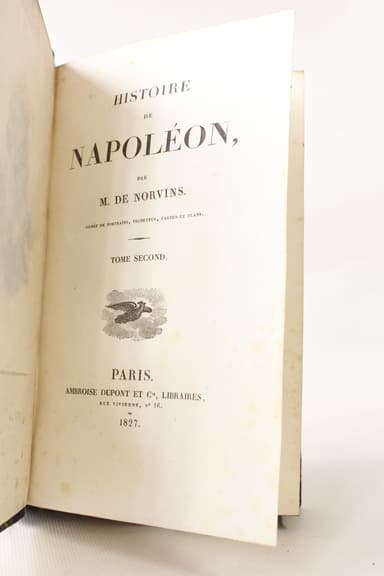 HISTOIRE
DE
NAPOLÉON,
PAR
M. DE NORVINS.
ORNÉE DE PORTRAITS, VIGNETTES, CARTES ET PLANS.
TOME SECOND.
PARIS.
AMBROISE DUPONT ET Cie, LIBRAIRES,
RUE VIVIENNE, Nº 16.
1827.